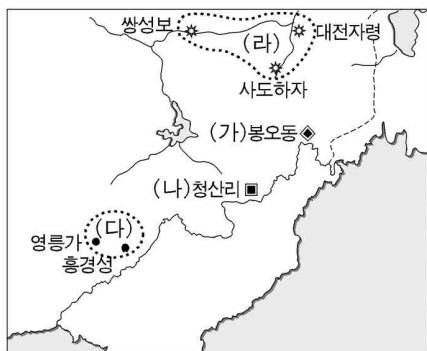 쌍성보
(라)
대전자령
사도하자
(가)봉오동
(나)청산리
(다)
영릉가
흥경성